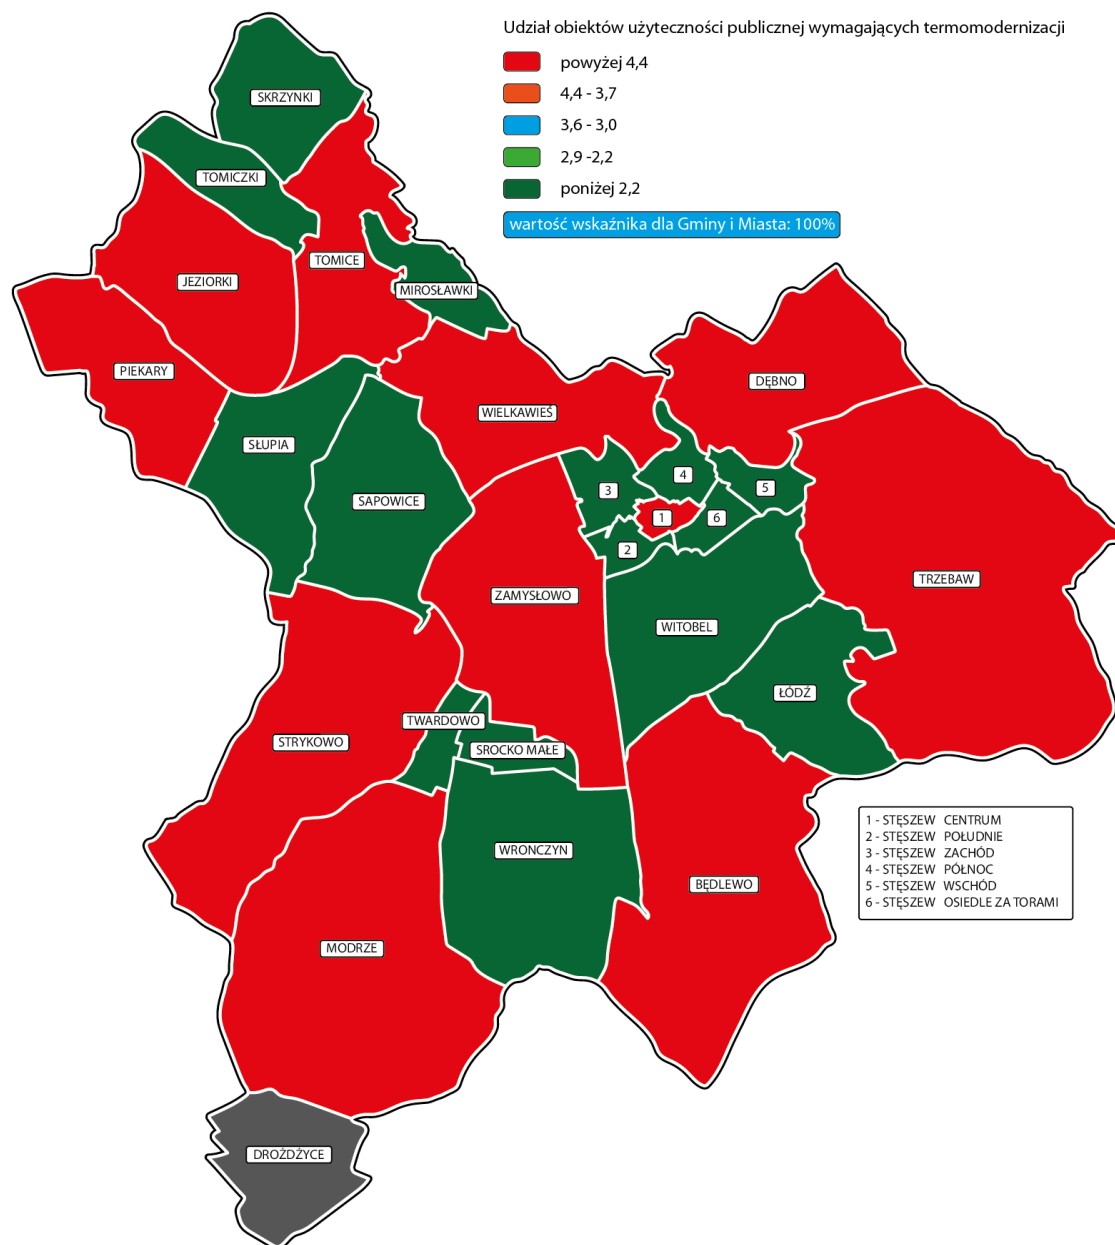 Udział obiektów użyteczności publicznej wymagających termomodernizacji
powyżej 4,4
4,4 - 3,7
3,6 - 3,0
2,9 -2,2
poniżej 2,2
wartość wskaźnika dla Gminy i Miasta: 100%
SKRZYNKI
TOMICZKI
TOMICE
JEZIORKI
MIROSŁAWKI
PIEKARY
DĘBNO
WIELKAWIEŚ
SŁUPIA
4
5
3
SAPOWICE
1
6
2
TRZEBAW
ZAMYSŁOWO
WITOBEL
ŁÓDŹ
TWARDOWO
STRYKOWO
SROCKO MAŁE
WRONCZYN
BĘDLEWO
MODRZE
DROŻDŻYCE
1 - STĘSZEW CENTRUM
2 - STĘSZEW POŁUDNIE
3 - STĘSZEW ZACHÓD
4 - STĘSZEW PÓŁNOC
5 - STĘSZEW WSCHÓD
6 - STĘSZEW OSIEDLE ZA TORAMI